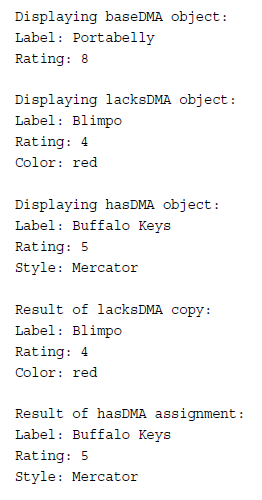 Displaying baseDMA object:
Label: Portabelly
Rating: 8
Displaying lacksDMA object:
Label: Blimpo
Rating: 4
Color: red
Displaying hasDMA object:
Label: Buffalo Keys
Rating: 5
Style: Mercator
Result of lacksDMA copy:
Label: Blimpo
Rating: 4
Color: red
Result of hasDMA assignment:
Label: Buffalo Keys
Rating: 5
Style: Mercator